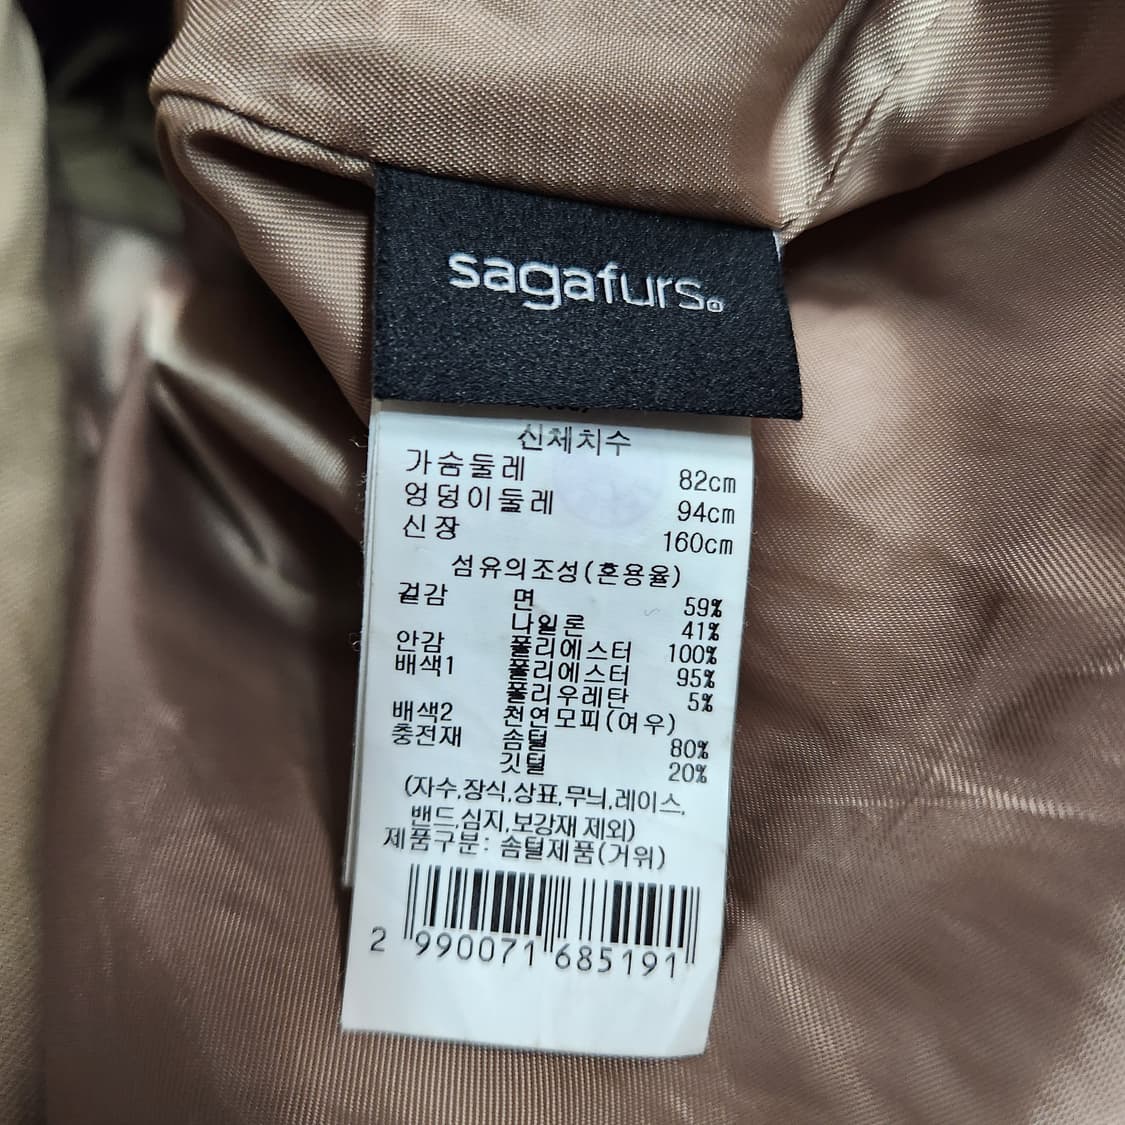 sagafurs®
신체치수
가슴둘레 82cm
엉덩이둘레 94cm
신장 160cm
섬유의조성(혼용율)
겉감 면 59%
나일론 41%
안감 폴리에스터 100%
배색1 폴리에스터 95%
폴리우레탄 5%
배색2 천연모피(여우)
충전재 솜털 80%
깃털 20%
(자수,장식,상표,무늬,레이스,
밴드,심지,보강재 제외)
제품구분: 솜털제품(거위)
2 990071 685191